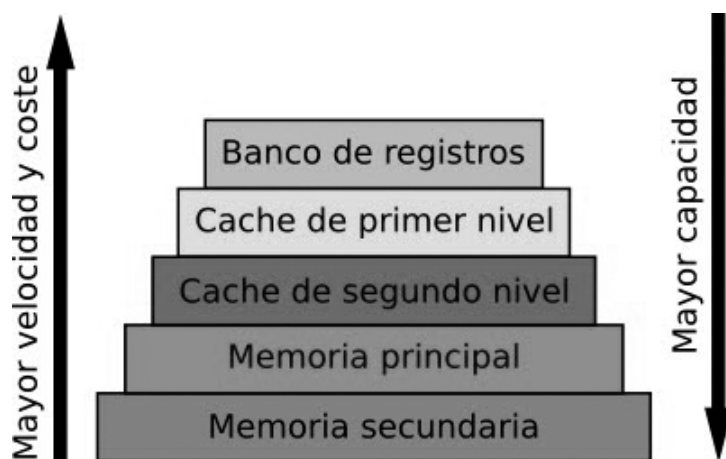 Mayor velocidad y coste
Banco de registros
Cache de primer nivel
Cache de segundo nivel
Memoria principal
Memoria secundaria
Mayor capacidad